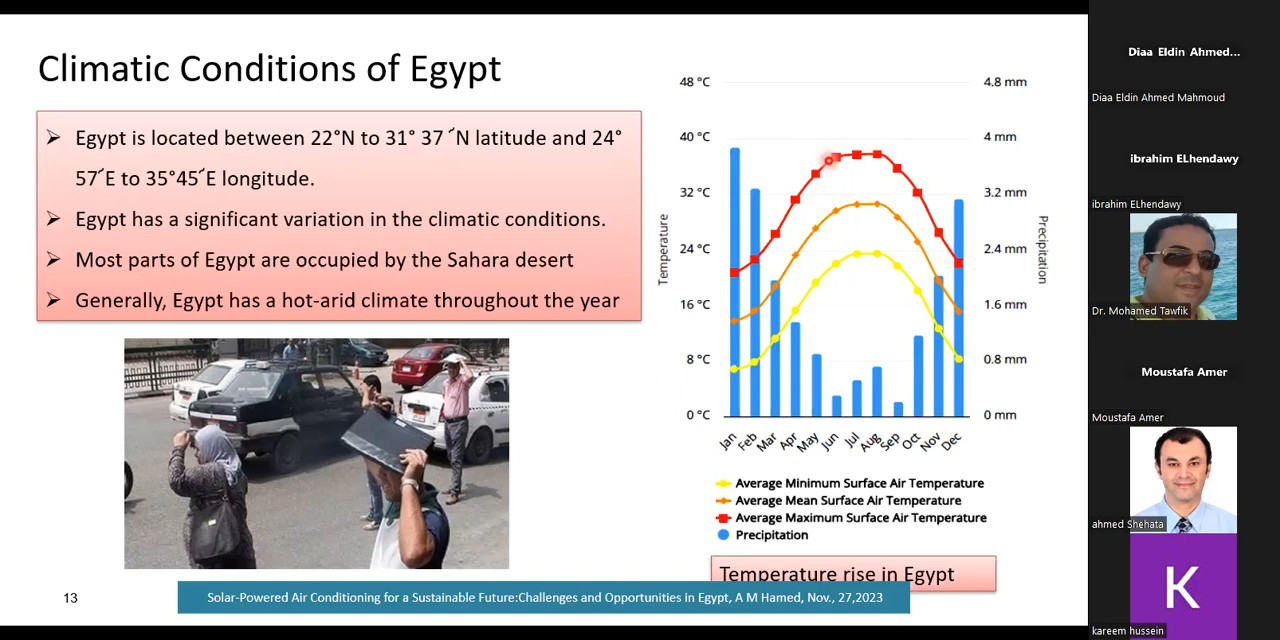 Climatic Conditions of Egypt
➢ Egypt is located between 22°N to 31° 37 ´N latitude and 24°
57´E to 35°45´E longitude.
➢ Egypt has a significant variation in the climatic conditions.
➢ Most parts of Egypt are occupied by the Sahara desert
➢ Generally, Egypt has a hot-arid climate throughout the year
48 °C
40 °C
32 °C
24 °C
16 °C
8 °C
0 °C
Temperature
4.8 mm
4 mm
3.2 mm
2.4 mm
1.6 mm
0.8 mm
0 mm
Precipitation
Jan Feb Mar Apr May Jun Jul Aug Sep Oct Nov Dec
Average Minimum Surface Air Temperature
Average Mean Surface Air Temperature
Average Maximum Surface Air Temperature
Precipitation
Temperature rise in Egypt
13
Solar-Powered Air Conditioning for a Sustainable Future:Challenges and Opportunities in Egypt, A M Hamed, Nov., 27,2023
Diaa Eldin Ahmed...
Diaa Eldin Ahmed Mahmoud
ibrahim ELhendawy
ibrahim ELhendawy
Dr. Mohamed Tawfik
Moustafa Amer
Moustafa Amer
ahmed Shehata
K
kareem hussein